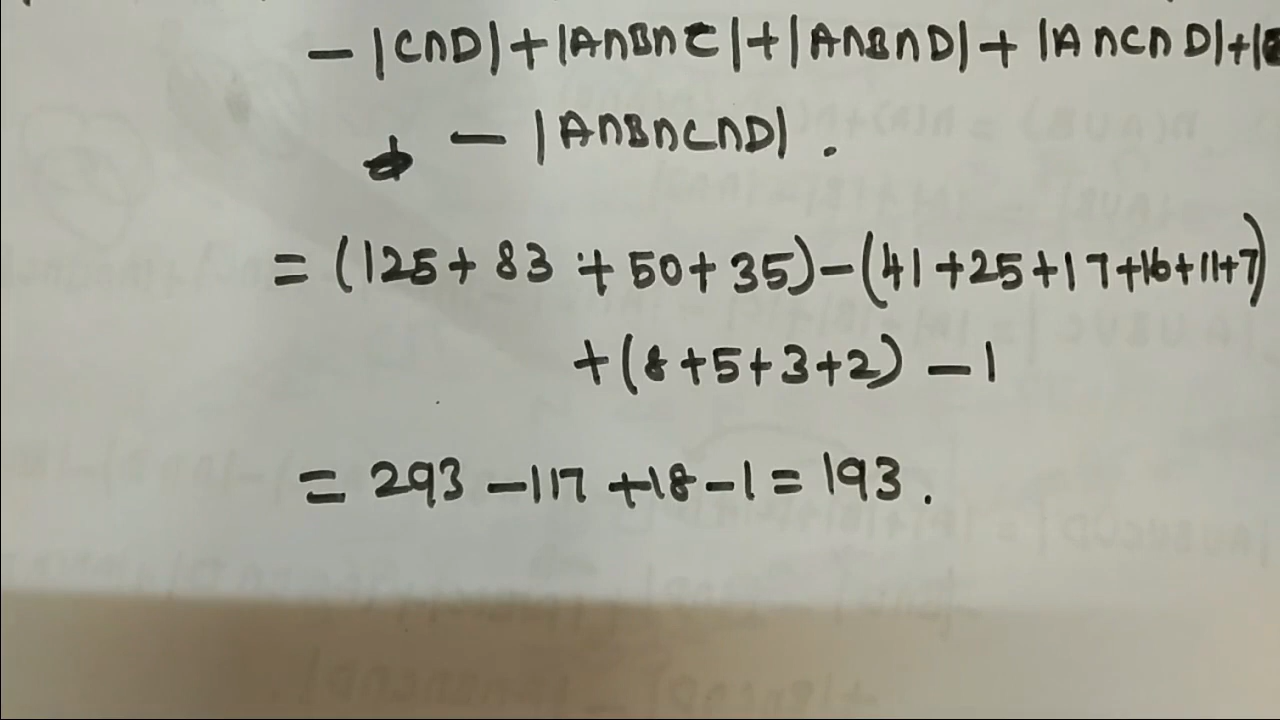 - |C∩D| + |A∩B∩C| + |A∩B∩D| + |A∩C∩D| + |
- |A∩B∩C∩D|.
= (125 + 83 + 50 + 35) - (41 + 25 + 17 + 16 + 11 + 7)
+ (8 + 5 + 3 + 2) - 1
= 293 - 117 + 18 - 1 = 193.